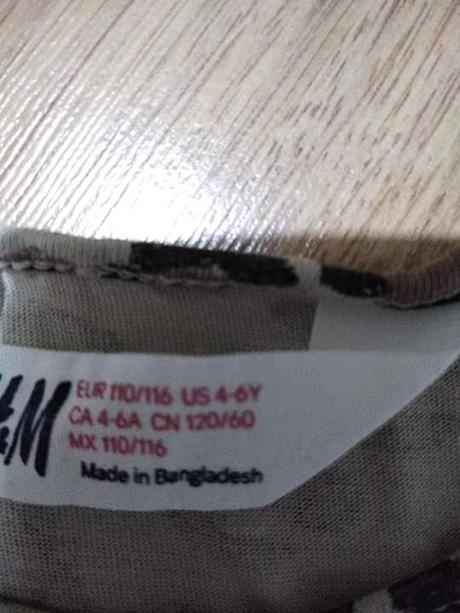 &M
EUR 110/116 US 4-6Y
CA 4-6A CN 120/60
MX 110/116
Made in Bangladesh